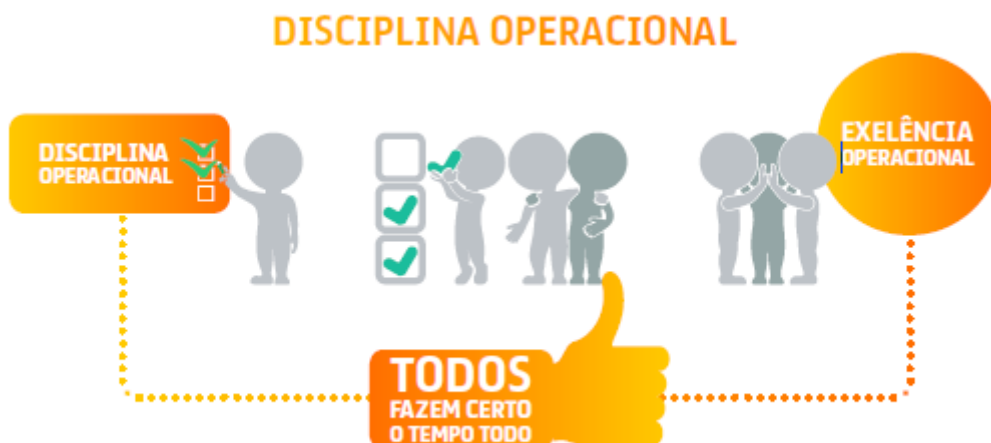 DISCIPLINA OPERACIONAL
DISCIPLINA
OPERACIONAL
EXELÊNCIA
OPERACIONAL
TODOS
FAZEM CERTO
O TEMPO TODO